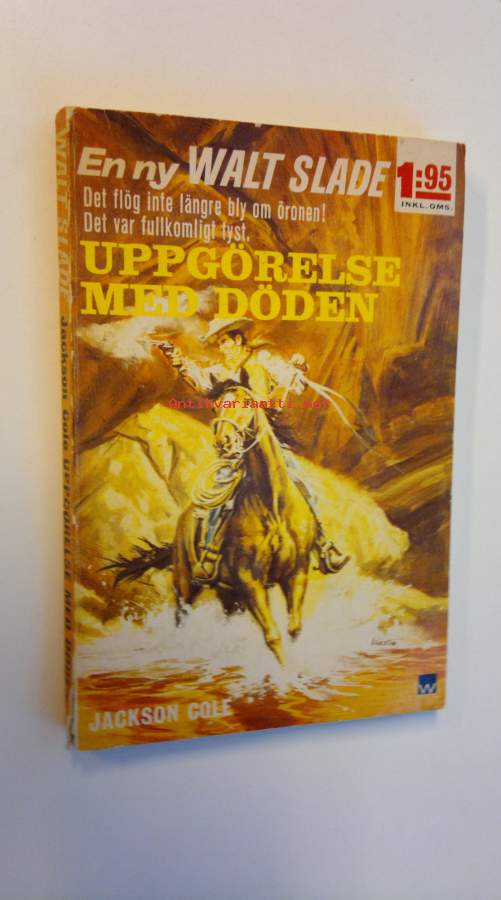 En ny WALT SLADE
1:95
INKL. OMS.
Det flög inte längre bly om öronen!
Det var fullkomligt tyst.
UPPGÖRELSE
MED DÖDEN
Antikvariaatti.net
JACKSON COLE
W
WALT SLADE Jackson Cole UPPGÖRELSE MED